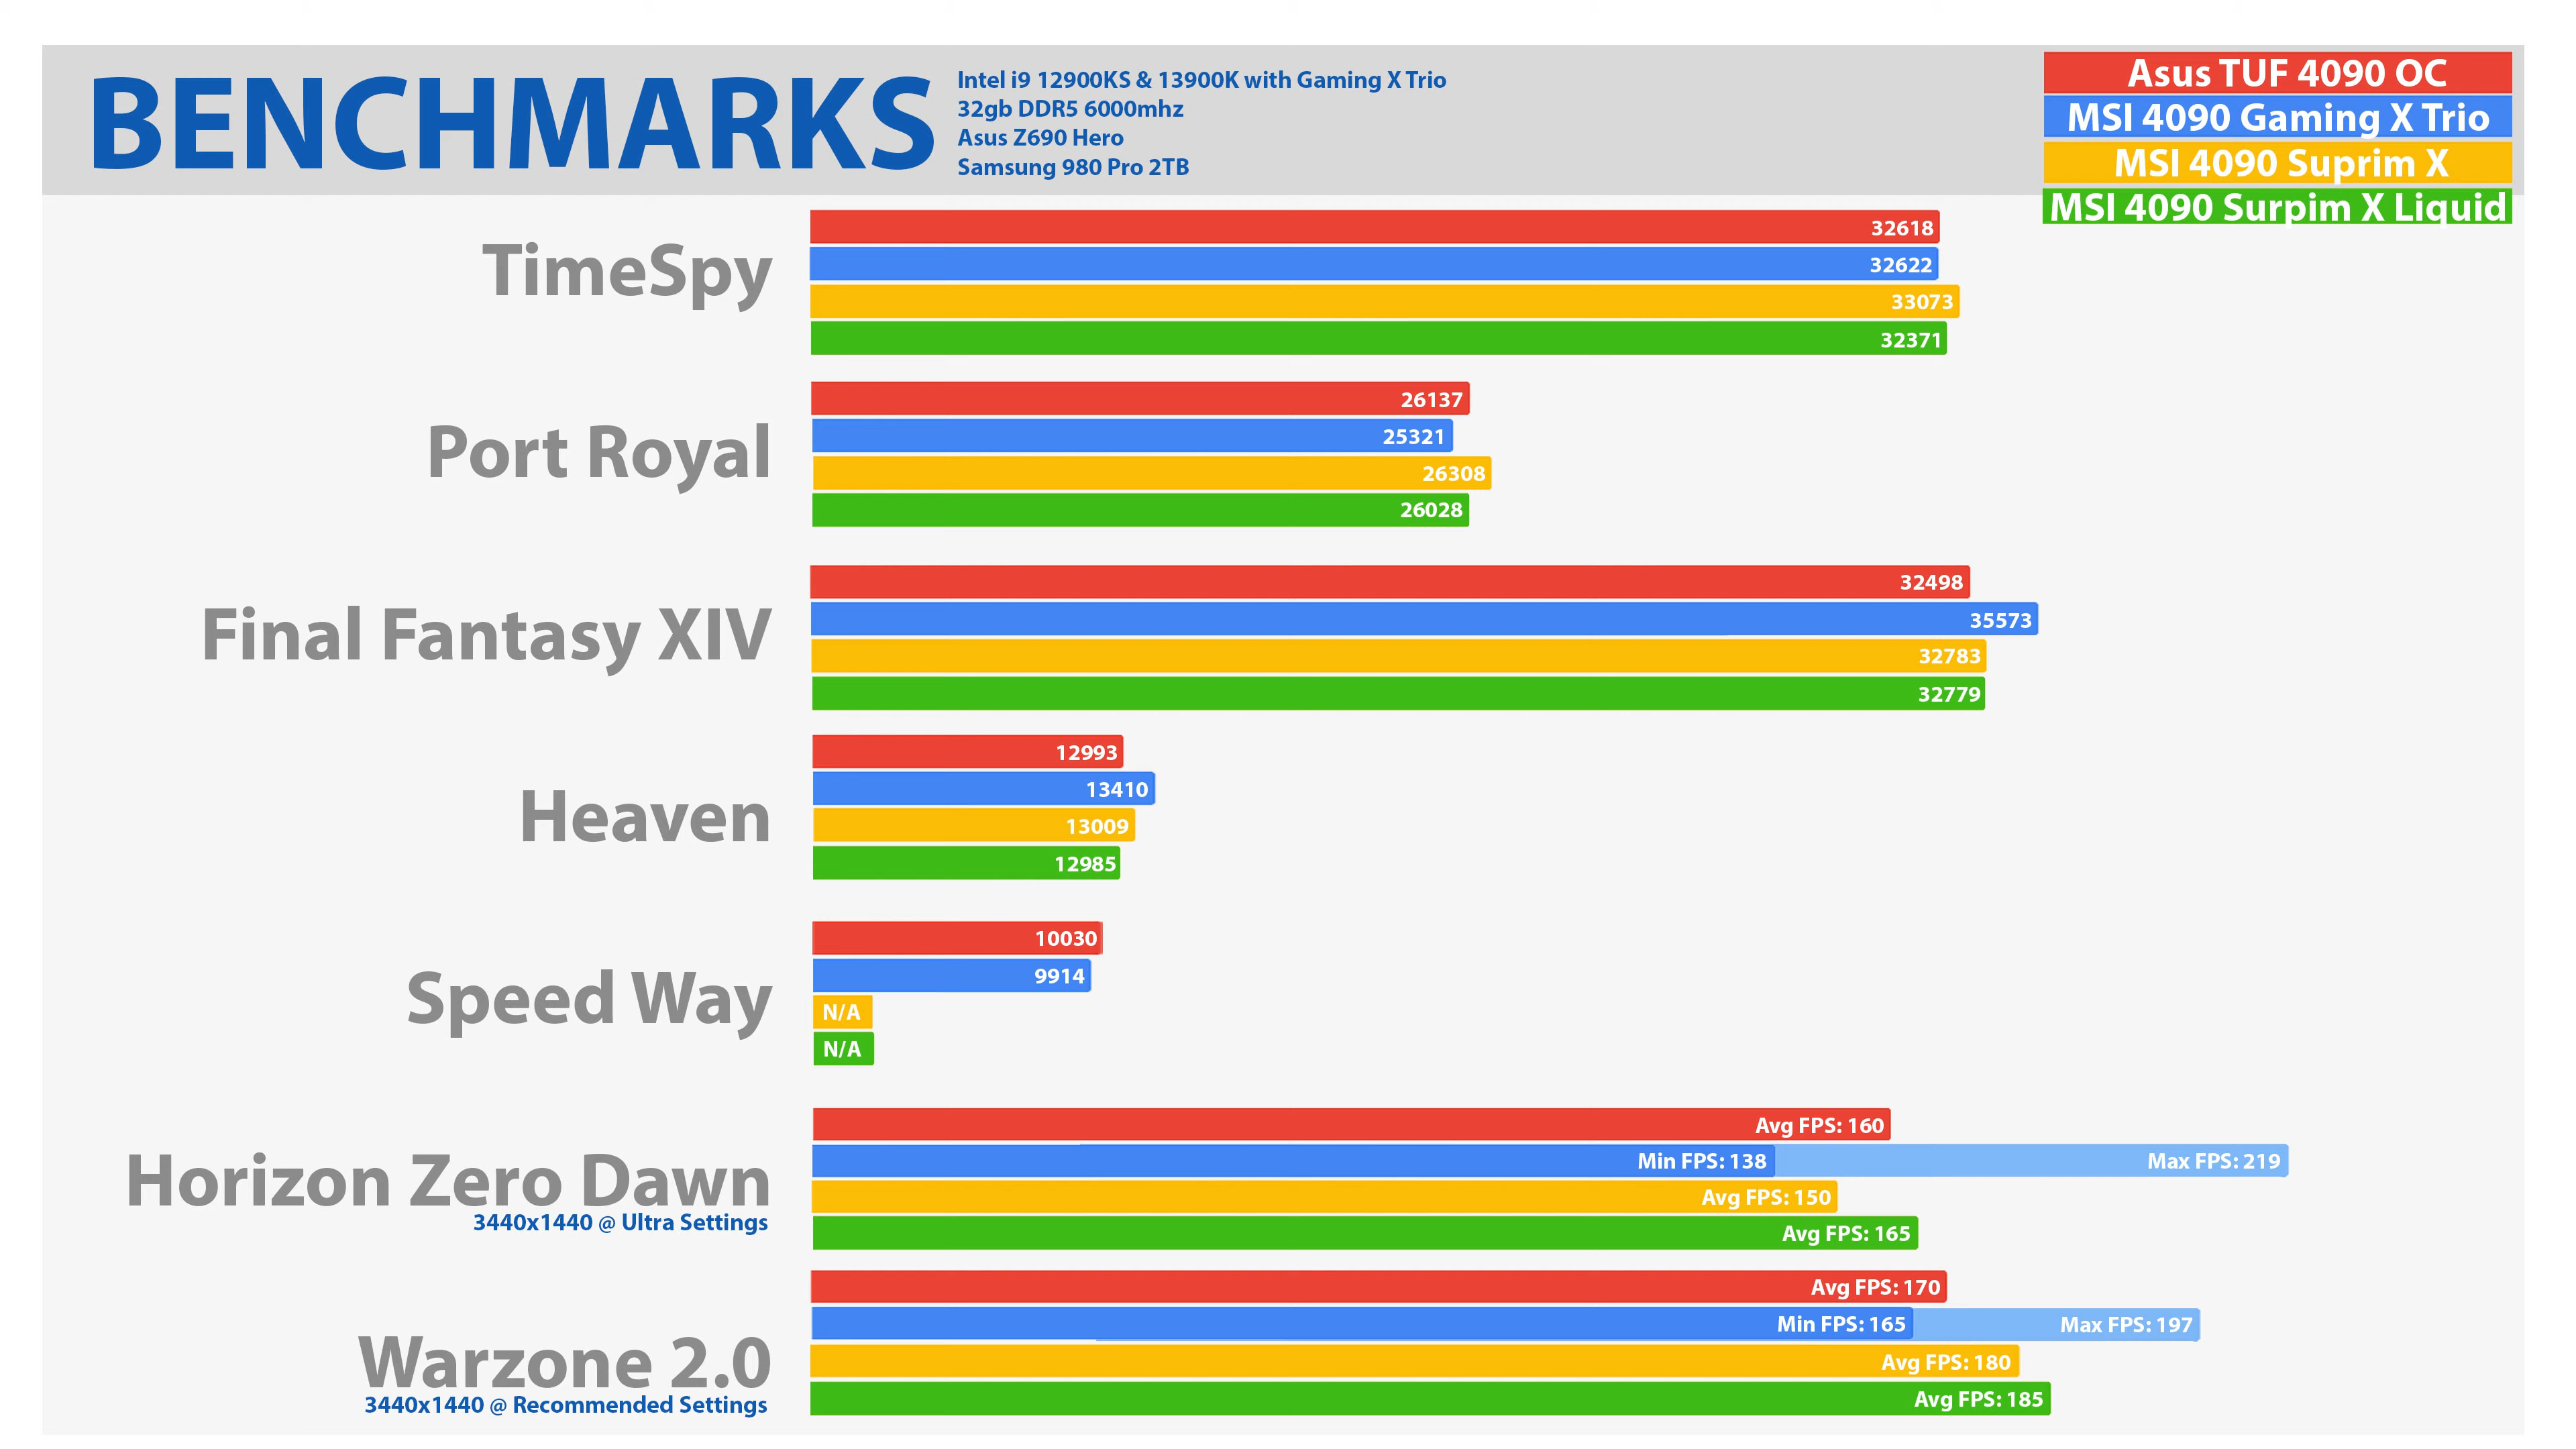 BENCHMARKS
Intel i9 12900KS & 13900K with Gaming X Trio
32gb DDR5 6000mhz
Asus Z690 Hero
Samsung 980 Pro 2TB
Asus TUF 4090 OC
MSI 4090 Gaming X Trio
MSI 4090 Suprim X
MSI 4090 Surpim X Liquid
TimeSpy
32618
32622
33073
32371
Port Royal
26137
25321
26308
26028
Final Fantasy XIV
32498
35573
32783
32779
Heaven
12993
13410
13009
12985
Speed Way
10030
9914
N/A
N/A
Horizon Zero Dawn
3440x1440 @ Ultra Settings
Avg FPS: 160
Min FPS: 138 Max FPS: 219
Avg FPS: 150
Avg FPS: 165
Warzone 2.0
3440x1440 @ Recommended Settings
Avg FPS: 170
Min FPS: 165 Max FPS: 197
Avg FPS: 180
Avg FPS: 185